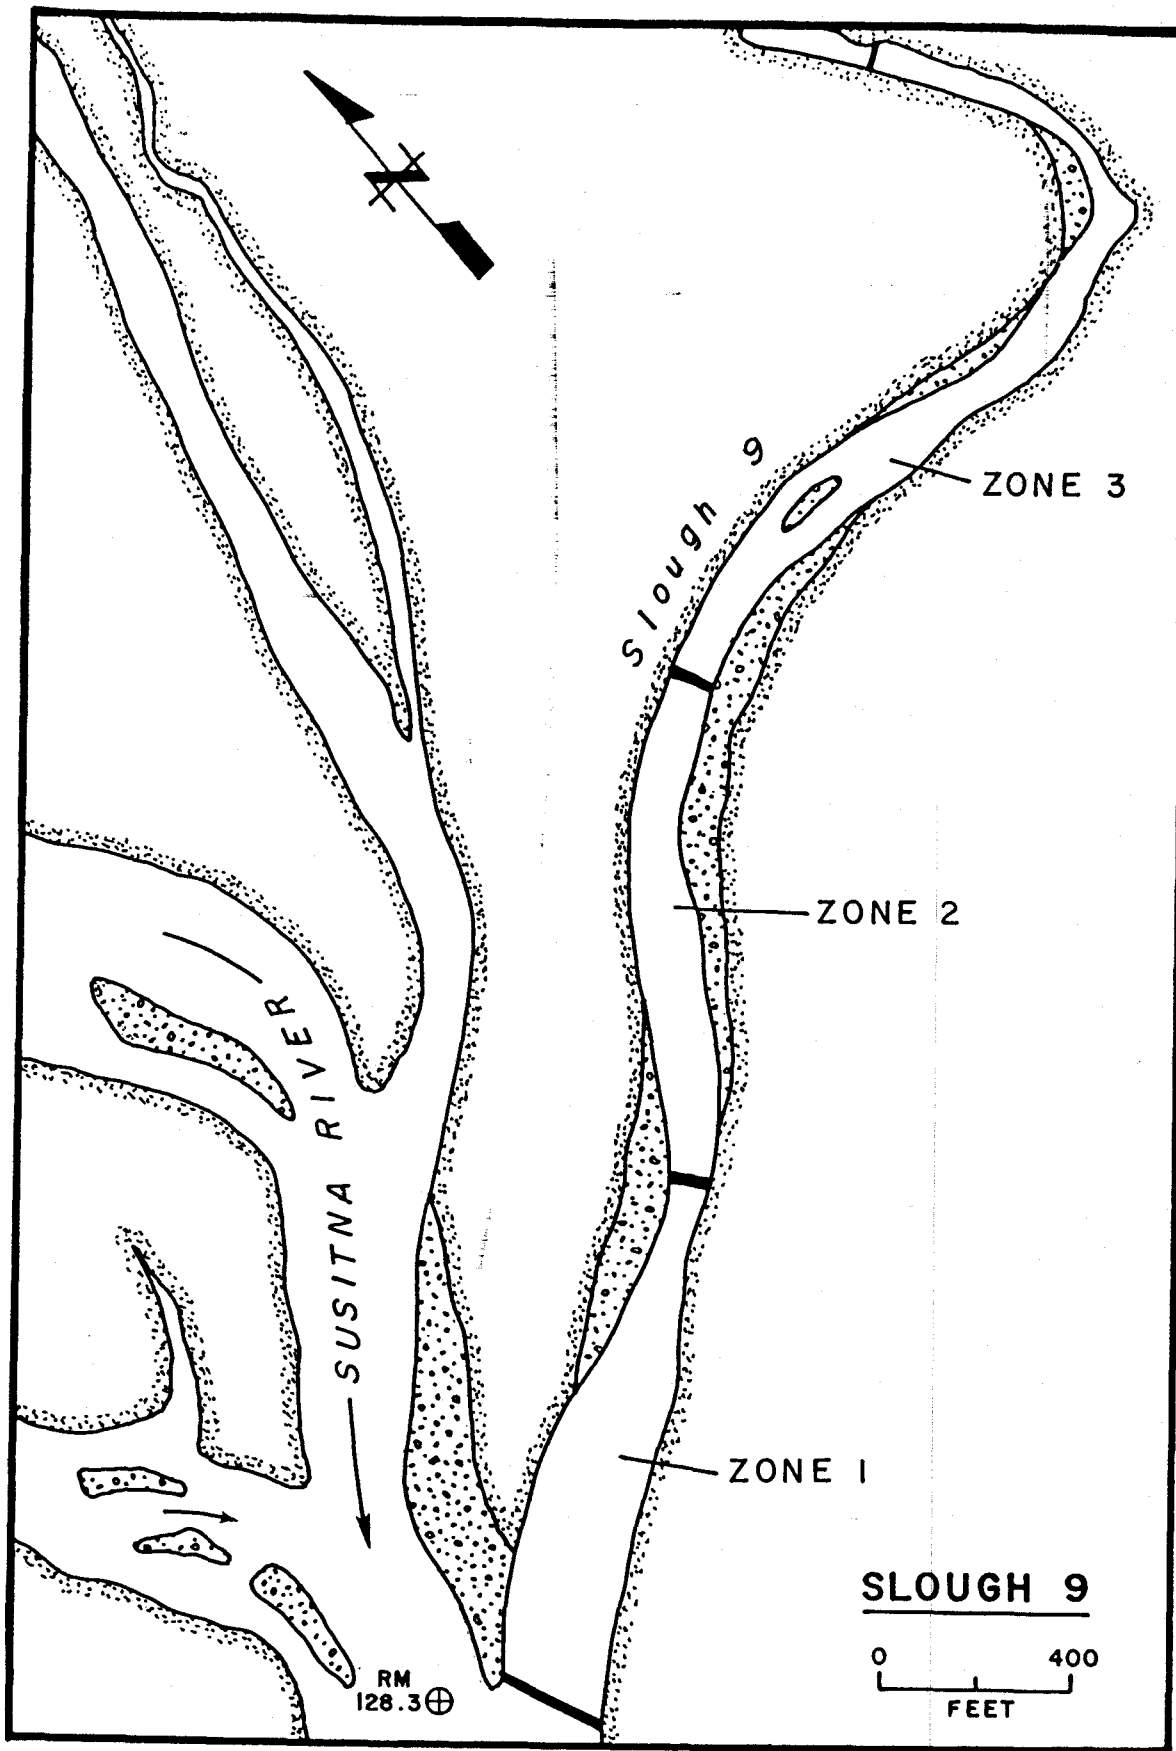 Slough 9
ZONE 3
ZONE 2
SUSITNA RIVER
ZONE 1
SLOUGH 9
0 400
FEET
RM
128.3